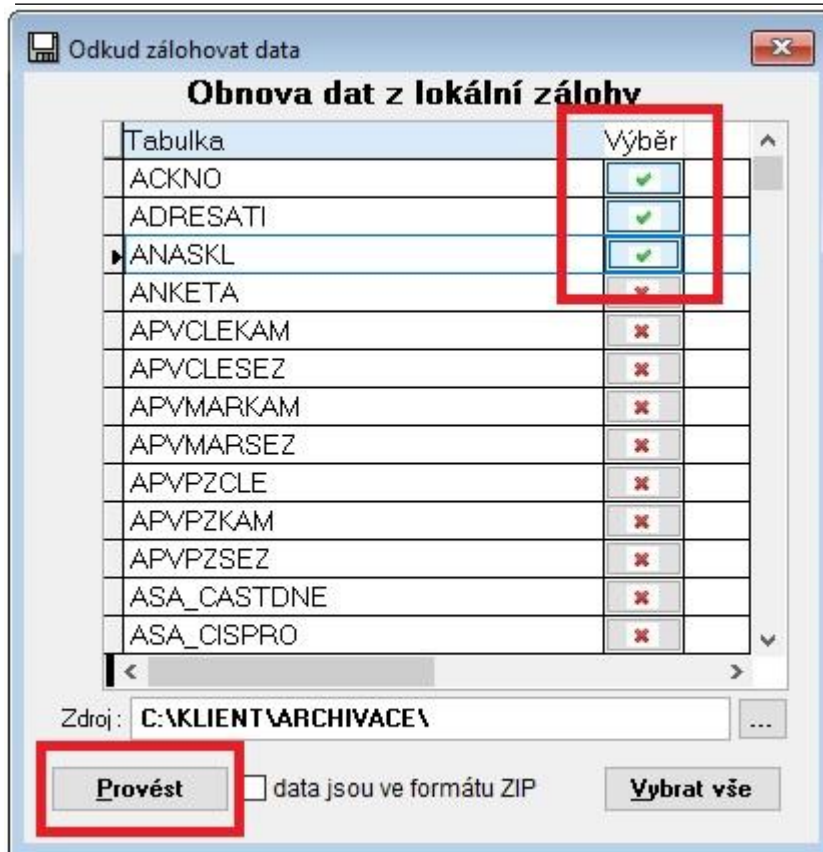 Odkud zálohovat data
Obnova dat z lokální zálohy
Tabulka Výběr
ACKNO
ADRESATI
ANASKL
ANKETA
APVCLEKAM
APVCLESEZ
APVMARKAM
APVMARSEZ
APVPZCLE
APVPZKAM
APVPZSEZ
ASA_CASTDNE
ASA_CISPRO
Zdroj: C:\KLIENT\ARCHIVACE\ ...
Provést data jsou ve formátu ZIP Vybrat vše